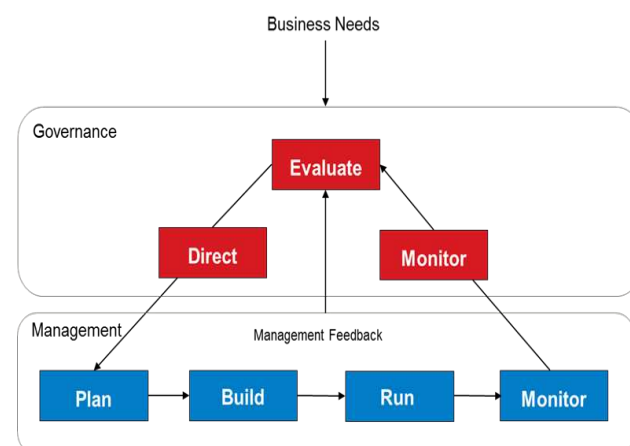 Business Needs
Governance
Evaluate
Direct
Monitor
Management
Management Feedback
Plan
Build
Run
Monitor